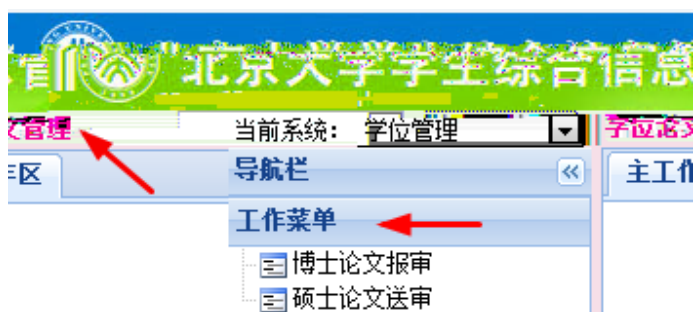 北京大学学生综合信息
文管理
当前系统： 学位管理
学位论文
区
导航栏
主工作
工作菜单
博士论文报审
硕士论文送审